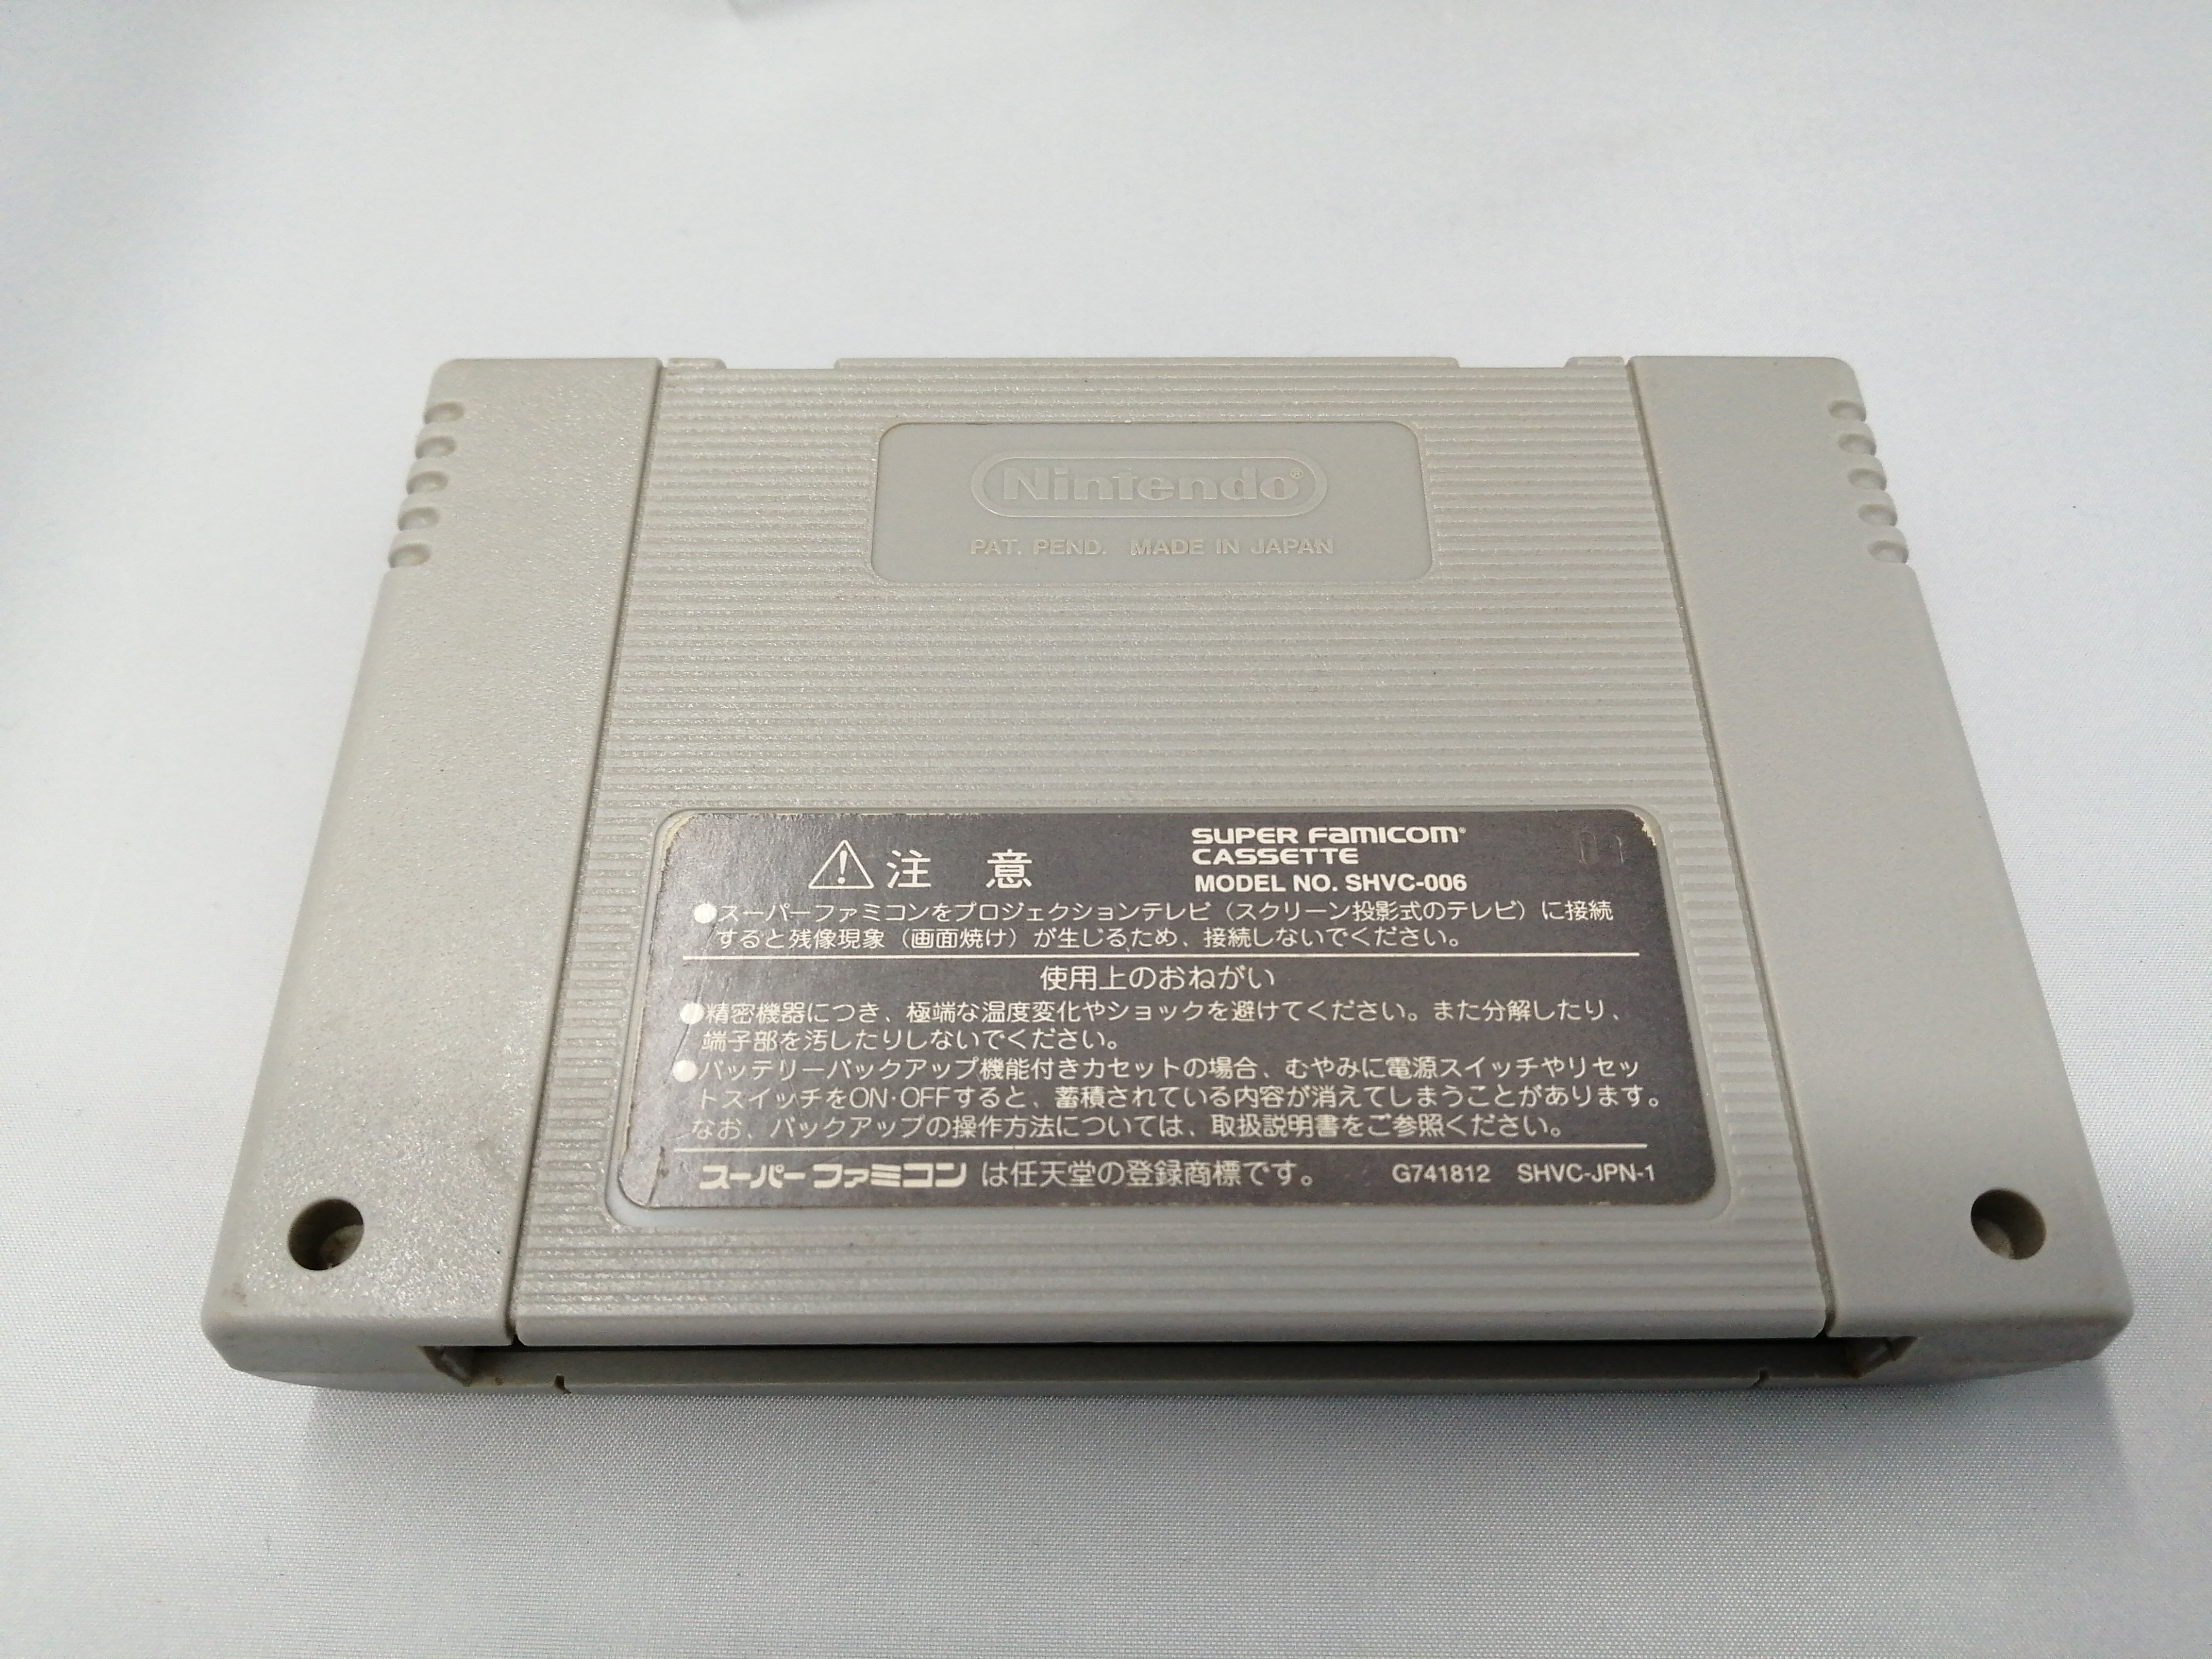 Nintendo®
PAT. PEND. MADE IN JAPAN
注 意
SUPER FAMICOM®
CASSETTE
MODEL NO. SHVC-006
●スーパーファミコンをプロジェクションテレビ（スクリーン投影式のテレビ）に接続
すると残像現象（画面焼け）が生じるため、接続しないでください。
使用上のおねがい
●精密機器につき、極端な温度変化やショックを避けてください。また分解したり、
端子部を汚したりしないでください。
●バッテリーバックアップ機能付きカセットの場合、むやみに電源スイッチやリセッ
トスイッチをON・OFFすると、蓄積されている内容が消えてしまうことがあります。
なお、バックアップの操作方法については、取扱説明書をご参照ください。
スーパーファミコン は任天堂の登録商標です。 G741812 SHVC-JPN-1